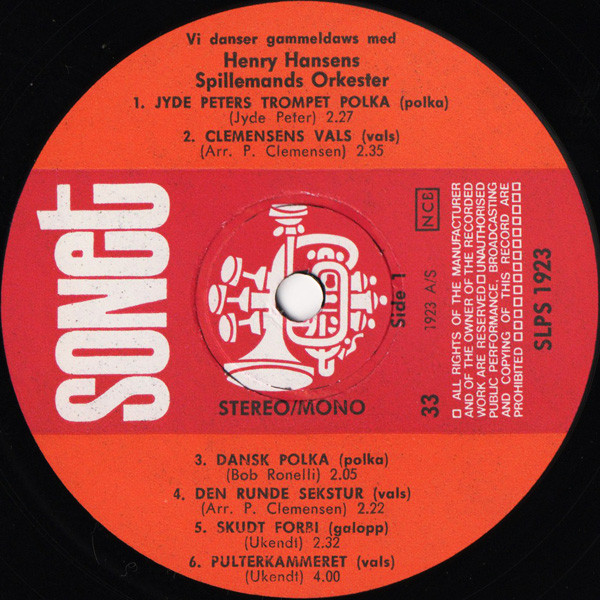 Vi danser gammeldaws med
Henry Hansens
Spillemands Orkester
1. JYDE PETERS TROMPET POLKA (polka)
(Jyde Peter) 2.27
2. CLEMENSENS VALS (vals)
(Arr. P. Clemensen) 2.35
SONET
NCB
Side 1
1923 A/S
STEREO/MONO
33
□ ALL RIGHTS OF THE MANUFACTURER
AND OF THE OWNER OF THE RECORDED
WORK ARE RESERVED □ UNAUTHORISED
PUBLIC PERFORMANCE, BROADCASTING
AND COPYING OF THIS RECORD ARE
PROHIBITED □□□□□□□□□□□□□□□
SLPS 1923
3. DANSK POLKA (polka)
(Bob Ronelli) 2.05
4. DEN RUNDE SEKSTUR (vals)
(Arr. P. Clemensen) 2.22
5. SKUDT FORBI (galopp)
(Ukendt) 2.32
6. PULTERKAMMERET (vals)
(Ukendt) 4.00